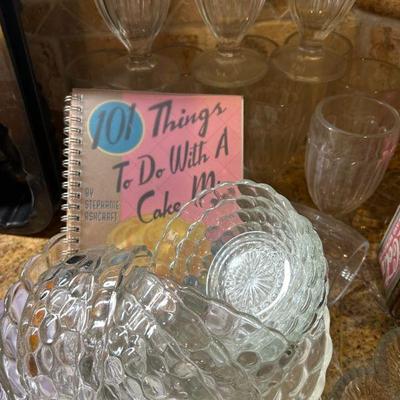 101 Things
To Do With A
Cake M
BY
STEPHANIE
ASHCRAFT